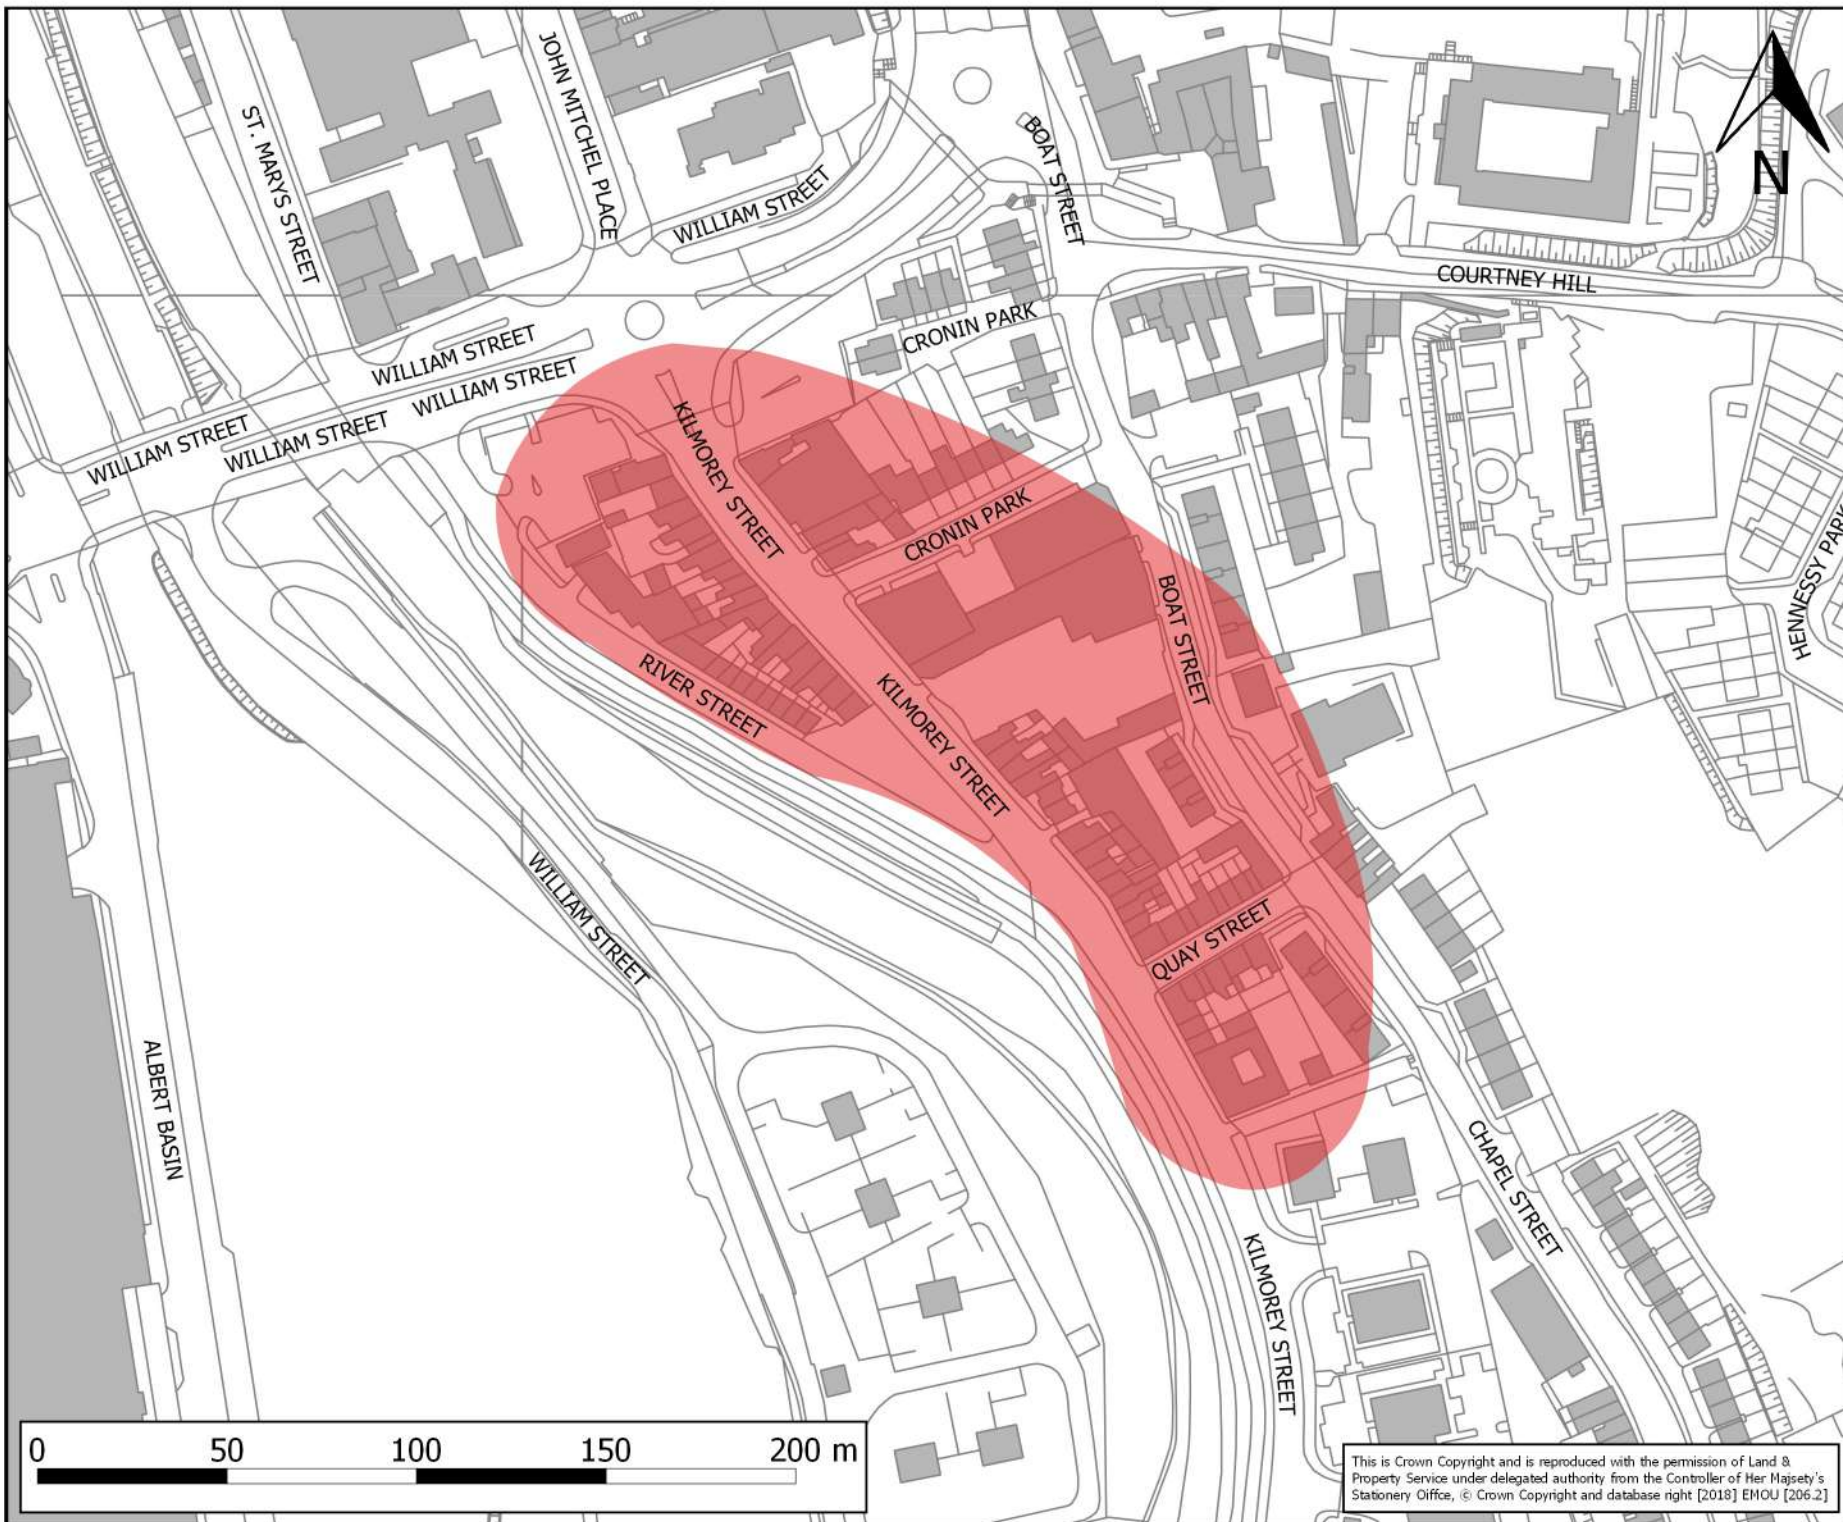 JOHN MITCHEL PLACE
ST. MARYS STREET
BOAT STREET
N
WILLIAM STREET
COURTNEY HILL
CRONIN PARK
WILLIAM STREET
WILLIAM STREET
WILLIAM STREET
WILLIAM STREET
KILMOREY STREET
CRONIN PARK
HENNESSY PARK
BOAT STREET
RIVER STREET
KILMOREY STREET
WILLIAM STREET
QUAY STREET
ALBERT BASIN
CHAPEL STREET
KILMOREY STREET
0 50 100 150 200 m
This is Crown Copyright and is reproduced with the permission of Land &
Property Service under delegated authority from the Controller of Her Majsety's
Stationery Oiffce, © Crown Copyright and database right [2018] EMOU [206.2]